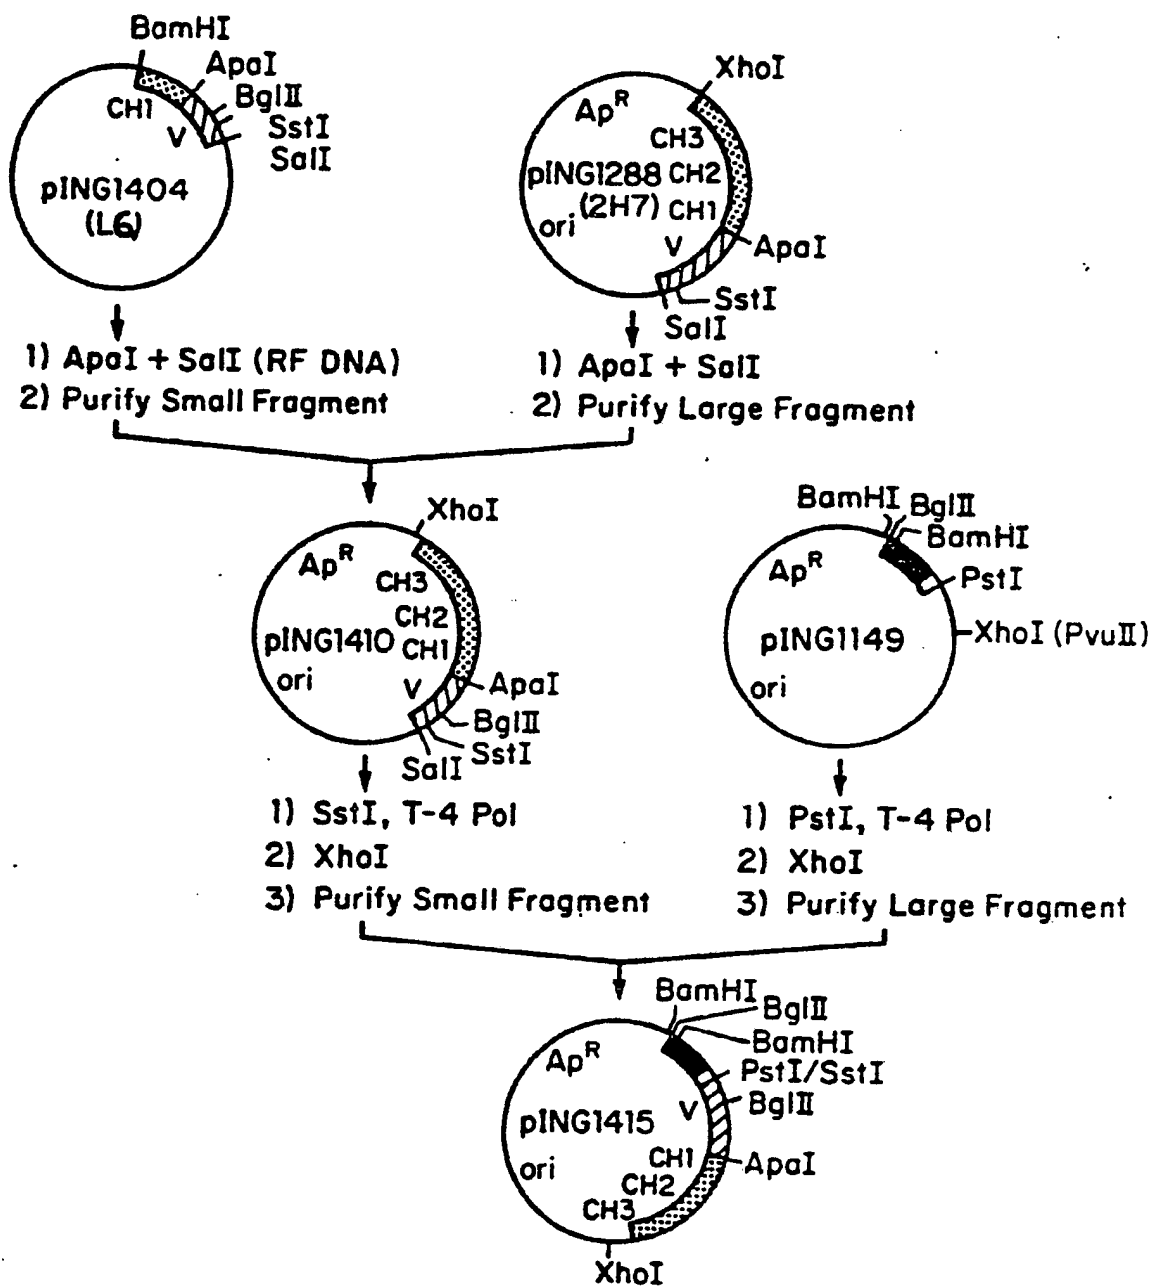 BamHI
ApaI
BglII
SstI
SalI
CH1
V
pING1404
(L6)
1) ApaI + SalI (RF DNA)
2) Purify Small Fragment
XhoI
Ap^R
CH3
pING1288 CH2
(2H7) CH1
ori
V
ApaI
SstI
SalI
1) ApaI + SalI
2) Purify Large Fragment
XhoI
Ap^R
CH3
CH2
pING1410 CH1
ori
V
ApaI
BglII
SstI
SalI
1) SstI, T-4 Pol
2) XhoI
3) Purify Small Fragment
BamHI
BglII
BamHI
Ap^R
PstI
pING1149
XhoI (PvuII)
ori
1) PstI, T-4 Pol
2) XhoI
3) Purify Large Fragment
BamHI
BglII
BamHI
Ap^R
PstI/SstI
V
BglII
pING1415
CH1
ori
ApaI
CH2
CH3
XhoI